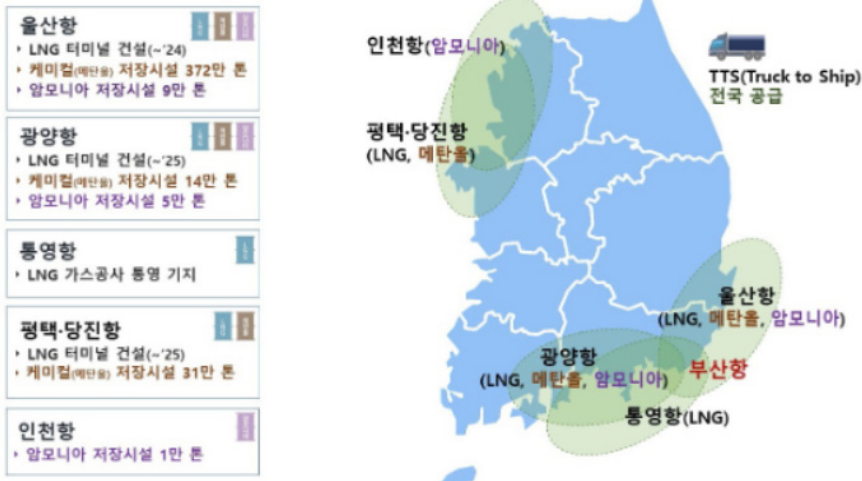 울산항
‣ LNG 터미널 건설(~'24)
‣ 케미컬(메탄올) 저장시설 372만 톤
‣ 암모니아 저장시설 9만 톤
광양항
‣ LNG 터미널 건설(~'25)
‣ 케미컬(메탄올) 저장시설 14만 톤
‣ 암모니아 저장시설 5만 톤
통영항
‣ LNG 가스공사 통영 기지
평택·당진항
‣ LNG 터미널 건설(~'25)
‣ 케미컬(메탄올) 저장시설 31만 톤
인천항
‣ 암모니아 저장시설 1만 톤
인천항(암모니아)
평택·당진항
(LNG, 메탄올)
TTS(Truck to Ship)
전국 공급
울산항
(LNG, 메탄올, 암모니아)
광양항
(LNG, 메탄올, 암모니아)
부산항
통영항(LNG)